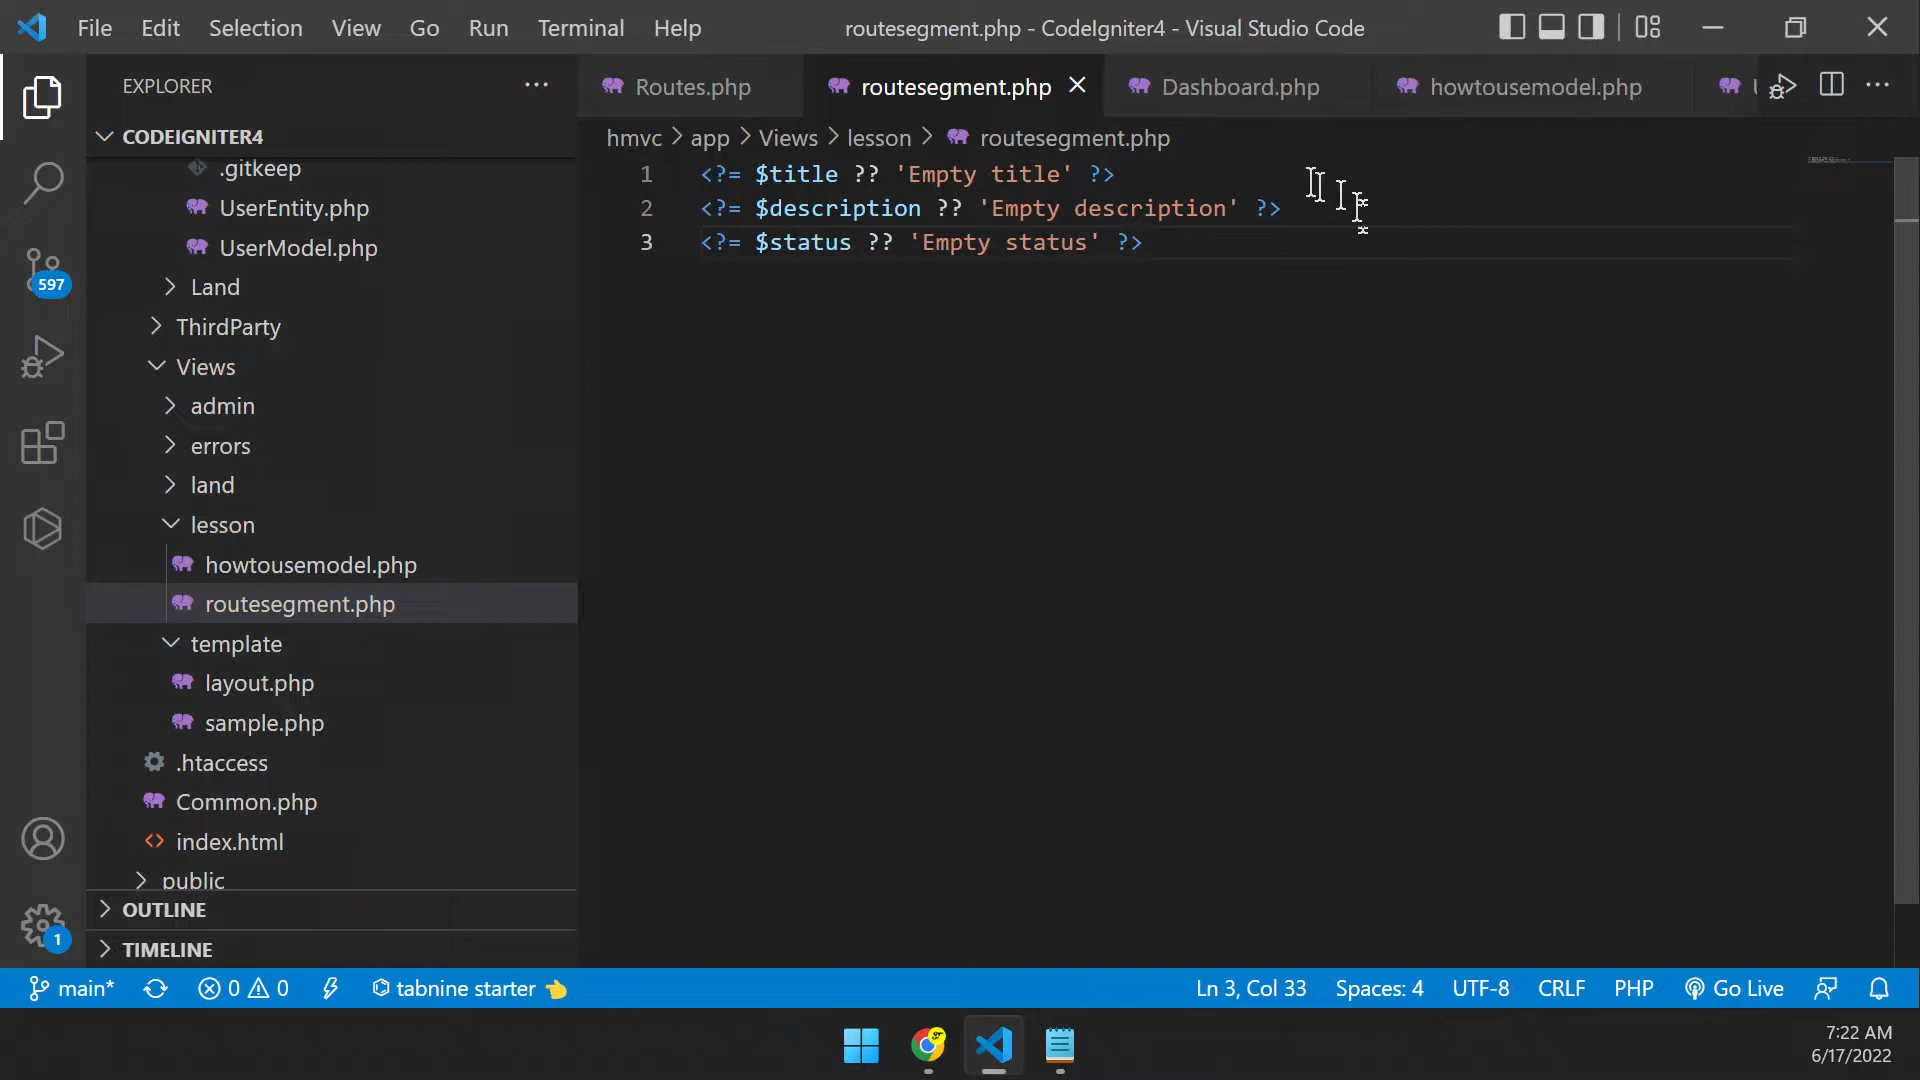 File Edit Selection View Go Run Terminal Help routesegment.php - CodeIgniter4 - Visual Studio Code
EXPLORER
Routes.php routesegment.php Dashboard.php howtousemodel.php
CODEIGNITER4
hmvc > app > Views > lesson > routesegment.php
.gitkeep
UserEntity.php
UserModel.php
Land
ThirdParty
Views
admin
errors
land
lesson
howtousemodel.php
routesegment.php
template
layout.php
sample.php
.htaccess
Common.php
index.html
public
OUTLINE
TIMELINE
597
1
1 <?= $title ?? 'Empty title' ?>
2 <?= $description ?? 'Empty description' ?>
3 <?= $status ?? 'Empty status' ?>
main* 0 0 tabnine starter Ln 3, Col 33 Spaces: 4 UTF-8 CRLF PHP Go Live
7:22 AM
6/17/2022